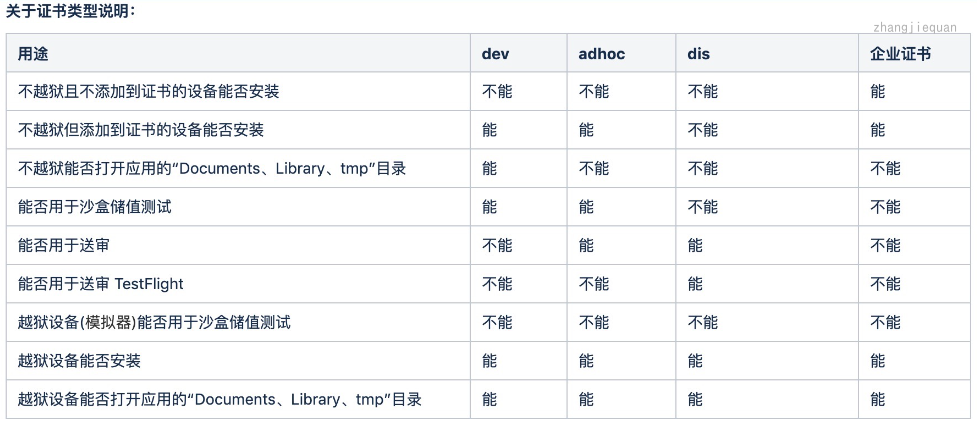 关于证书类型说明：
zhangjiequan
用途 dev adhoc dis 企业证书
不越狱且不添加到证书的设备能否安装 不能 不能 不能 能
不越狱但添加到证书的设备能否安装 能 能 不能 能
不越狱能否打开应用的“Documents、Library、tmp”目录 能 不能 不能 不能
能否用于沙盒储值测试 能 能 不能 不能
能否用于送审 不能 能 能 不能
能否用于送审 TestFlight 不能 不能 能 不能
越狱设备(模拟器)能否用于沙盒储值测试 不能 不能 不能 不能
越狱设备能否安装 能 能 能 能
越狱设备能否打开应用的“Documents、Library、tmp”目录 能 能 能 能